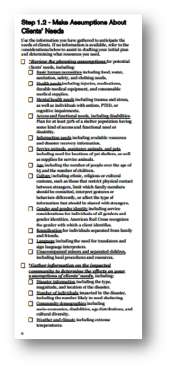 Step 1.2 - Make Assumptions About
Clients' Needs
Use the information you have gathered to anticipate the
needs of clients. If no information is available, refer to the
considerations below to assist in drafting your initial plan
and determining what resources you need.
Review the planning assumptions for potential
clients' needs, including:
Basic human necessities including food, water,
sanitation, safety, and clothing needs.
Health needs including injuries, medications,
durable medical equipment, and consumable
medical supplies.
Mental health needs including trauma and stress,
as well as individuals with autism, PTSD, or
cognitive impairments.
Access and functional needs, including disabilities.
Plan for at least 30% of a shelter population having
some kind of access and functional need or
disability.
Information needs including available resources
and disaster recovery information.
Service animals, assistance animals, and pets
including need for locations of pet shelters, as well
as supplies for service animals.
Age, including the number of people over the age of
65 and the number of children.
Culture including ethnic, religious or cultural
customs, such as those that restrict physical contact
between strangers, limit which family members
should be consulted, interpret gestures or
behaviors differently, or affect the type of
information that should be shared with strangers.
Gender and gender identity including service
considerations for individuals of all gender and
gender identities. American Red Cross recognizes
the gender with which a client identifies.
Reunification for individuals separated from family
and friends.
Language including the need for translators and
sign language interpreters.
Unaccompanied minors and separated children,
including local procedures and resources.
Gather information on the impacted
community to determine the effects on your
assumptions of clients' needs, including:
Disaster information including the type,
magnitude, and location of the disaster.
Number of individuals impacted by the disaster,
including the number likely to need sheltering.
Community demographics including
socio-economics, disabilities, age distributions, and
cultural diversity.
Weather and climate including extreme
temperatures.